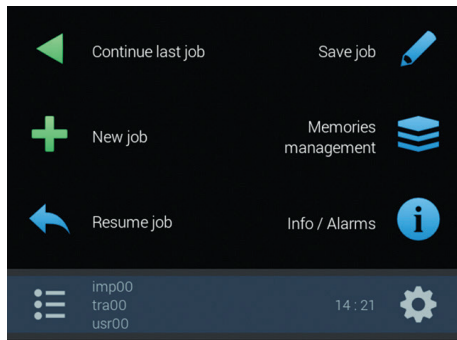 Continue last job
Save job
New job
Memories
management
Resume job
Info / Alarms
imp00
tra00
usr00
14 : 21